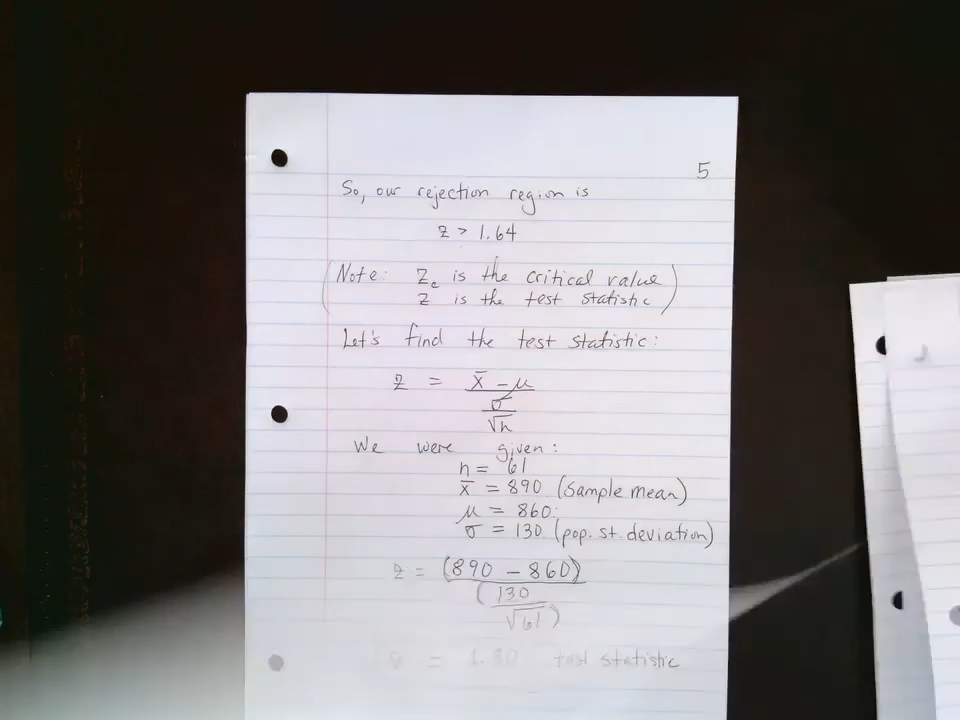 5
So, our rejection region is
z > 1.64
(Note: Zc is the critical value
z is the test statistic)
Let's find the test statistic:
z = x̄ - μ
σ
√n
We were given:
n = 61
x̄ = 890 (sample mean)
μ = 860
σ = 130 (pop. st. deviation)
z = (890 - 860)
(130
√61)
z = 1.80 test statistic